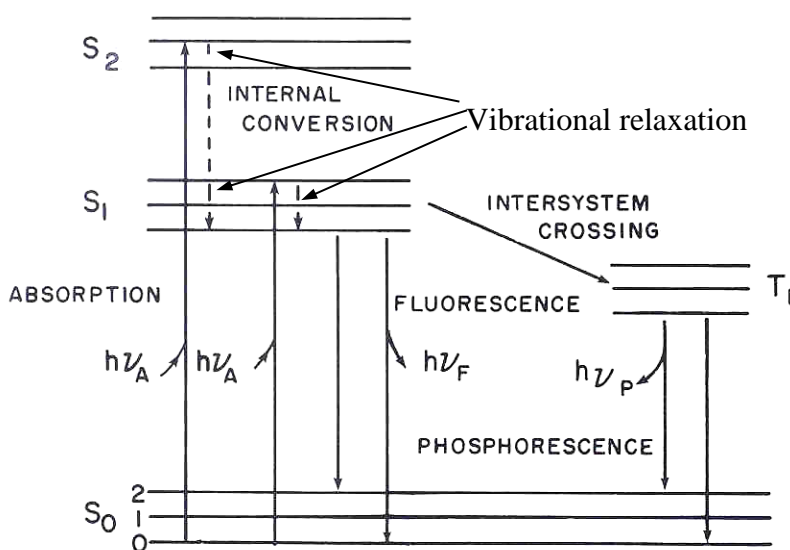 S2
INTERNAL
CONVERSION
Vibrational relaxation
S1
INTERSYSTEM
CROSSING
T1
ABSORPTION
FLUORESCENCE
hνA
hνA
hνF
hνP
PHOSPHORESCENCE
2
S0 1
0